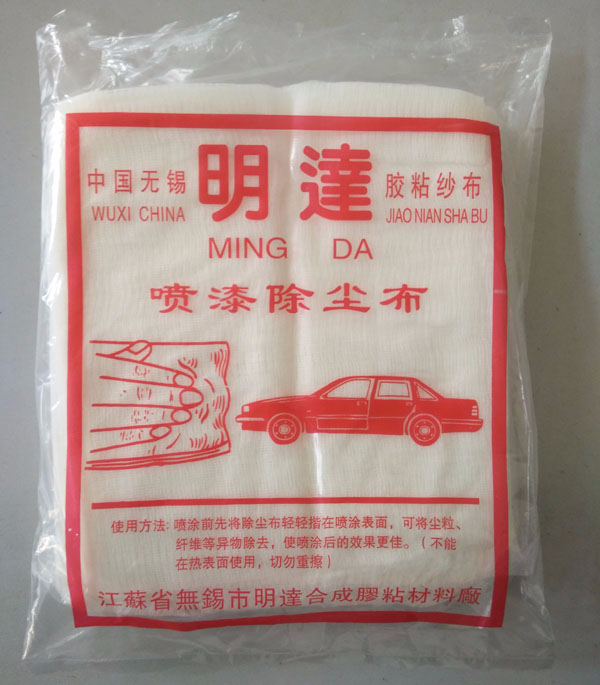 中国无锡 明達 胶粘纱布
WUXI CHINA JIAO NIAN SHA BU
MING DA
喷漆除尘布
使用方法: 喷涂前先将除尘布轻轻揩在喷涂表面，可将尘粒、
纤维等异物除去，使喷涂后的效果更佳。（不能
在热表面使用，切勿重擦）
江蘇省無錫市明達合成膠粘材料廠